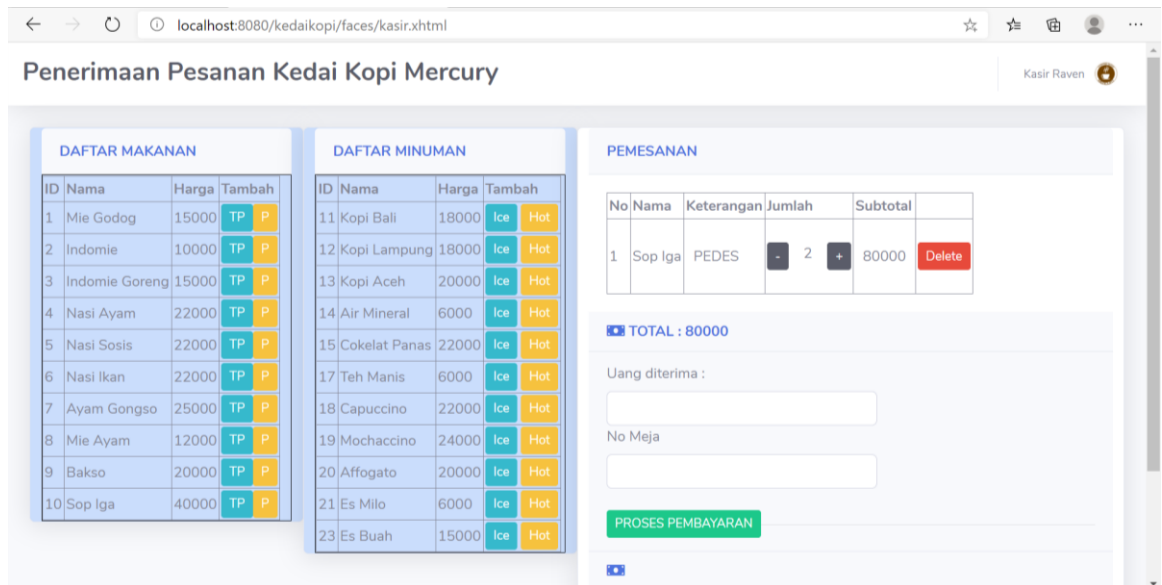 localhost:8080/kedaikopi/faces/kasir.xhtml
Penerimaan Pesanan Kedai Kopi Mercury
Kasir Raven
DAFTAR MAKANAN
ID Nama Harga Tambah
1 Mie Godog 15000 TP P
2 Indomie 10000 TP P
3 Indomie Goreng 15000 TP P
4 Nasi Ayam 22000 TP P
5 Nasi Sosis 22000 TP P
6 Nasi Ikan 22000 TP P
7 Ayam Gongso 25000 TP P
8 Mie Ayam 12000 TP P
9 Bakso 20000 TP P
10 Sop Iga 40000 TP P
DAFTAR MINUMAN
ID Nama Harga Tambah
11 Kopi Bali 18000 Ice Hot
12 Kopi Lampung 18000 Ice Hot
13 Kopi Aceh 20000 Ice Hot
14 Air Mineral 6000 Ice Hot
15 Cokelat Panas 22000 Ice Hot
17 Teh Manis 6000 Ice Hot
18 Capuccino 22000 Ice Hot
19 Mochaccino 24000 Ice Hot
20 Affogato 20000 Ice Hot
21 Es Milo 6000 Ice Hot
23 Es Buah 15000 Ice Hot
PEMESANAN
No Nama Keterangan Jumlah Subtotal
1 Sop Iga PEDES - 2 + 80000 Delete
TOTAL : 80000
Uang diterima :
No Meja
PROSES PEMBAYARAN